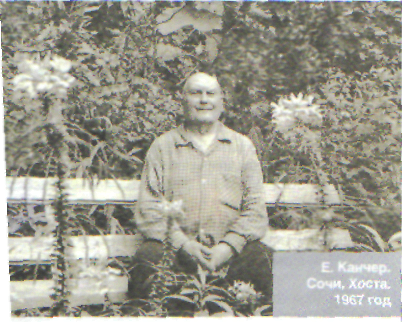 Е. Канчер.
Сочи, Хоста.
1967 год